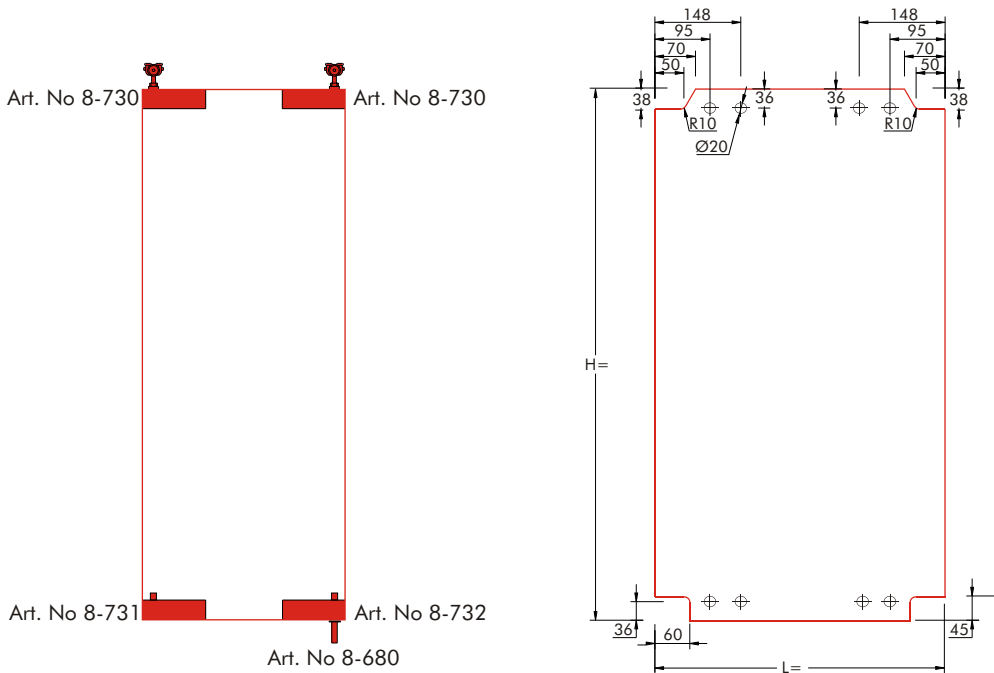 Art. No 8-730
Art. No 8-730
Art. No 8-731
Art. No 8-732
Art. No 8-680
148
148
95
95
70
70
50
50
38
36
36
38
R10
R10
Ø20
H=
36
60
45
L=